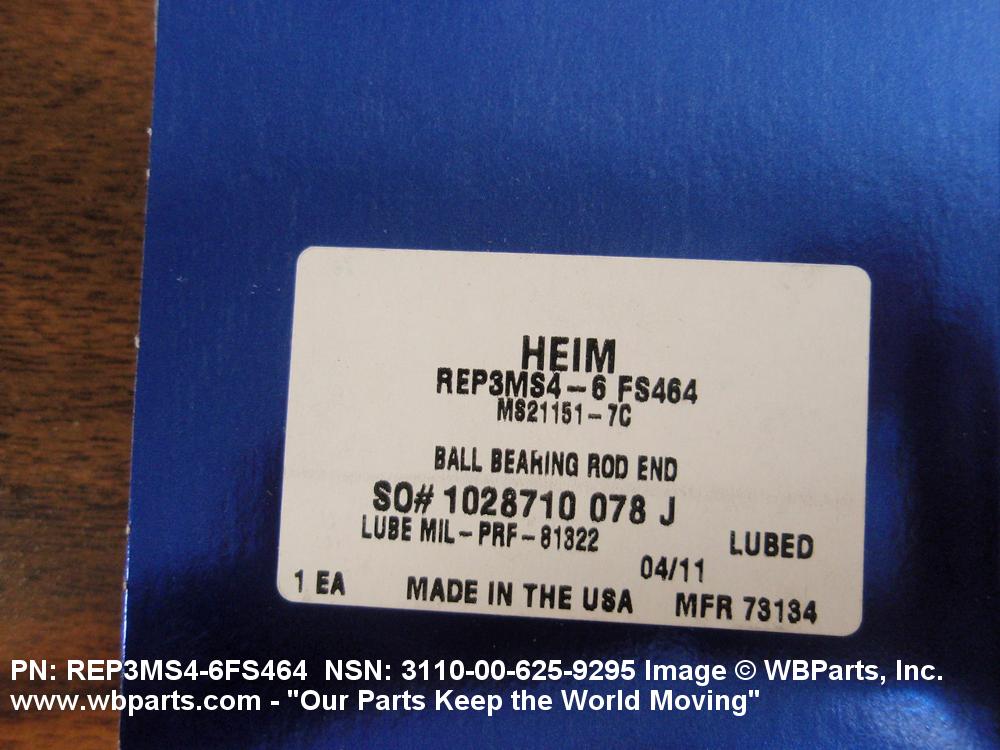 HEIM
REP3MS4-6 FS464
MS21151-7C
BALL BEARING ROD END
SO# 1028710 078 J
LUBE MIL-PRF-81322
LUBED
04/11
1 EA MADE IN THE USA MFR 73134
PN: REP3MS4-6FS464 NSN: 3110-00-625-9295 Image © WBParts, Inc.
www.wbparts.com - "Our Parts Keep the World Moving"